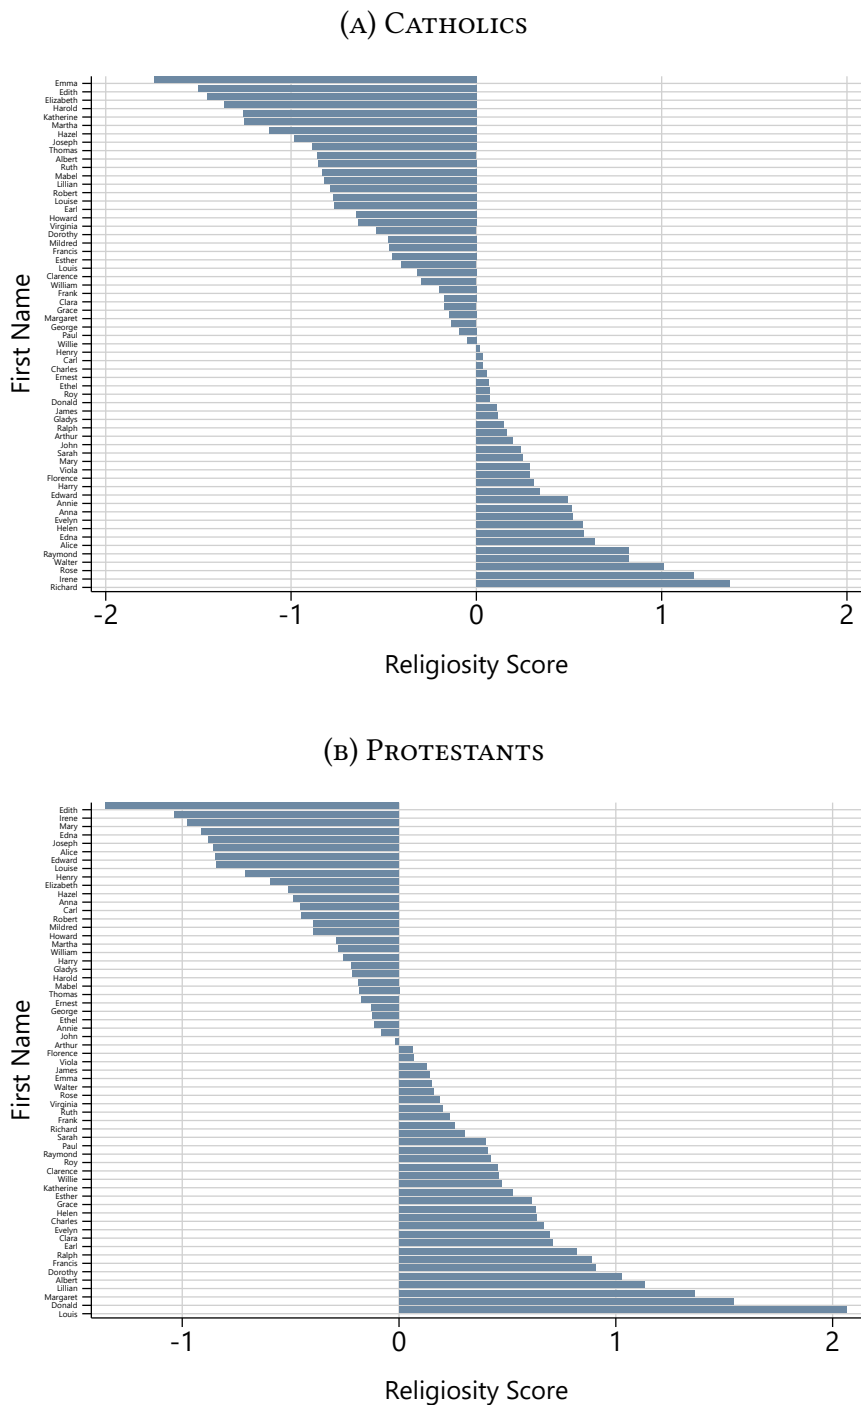 (A) CATHOLICS
First Name
Emma
Edith
Elizabeth
Harold
Katherine
Martha
Hazel
Joseph
Thomas
Albert
Ruth
Mabel
Lillian
Robert
Louise
Earl
Howard
Virginia
Dorothy
Mildred
Francis
Esther
Louis
Clarence
William
Frank
Clara
Grace
Margaret
George
Paul
Willie
Henry
Carl
Charles
Ernest
Ethel
Roy
Donald
James
Gladys
Ralph
Arthur
John
Sarah
Mary
Viola
Florence
Harry
Edward
Annie
Anna
Evelyn
Helen
Edna
Alice
Raymond
Walter
Rose
Irene
Richard
-2 -1 0 1 2
Religiosity Score
(B) PROTESTANTS
First Name
Edith
Irene
Mary
Edna
Joseph
Alice
Edward
Louise
Henry
Elizabeth
Hazel
Anna
Carl
Robert
Mildred
Howard
Martha
William
Harry
Gladys
Harold
Mabel
Thomas
Ernest
George
Ethel
Annie
John
Arthur
Florence
Viola
James
Emma
Walter
Rose
Virginia
Ruth
Frank
Richard
Sarah
Paul
Raymond
Roy
Clarence
Willie
Katherine
Esther
Grace
Helen
Charles
Evelyn
Clara
Earl
Ralph
Francis
Dorothy
Albert
Lillian
Margaret
Donald
Louis
-1 0 1 2
Religiosity Score